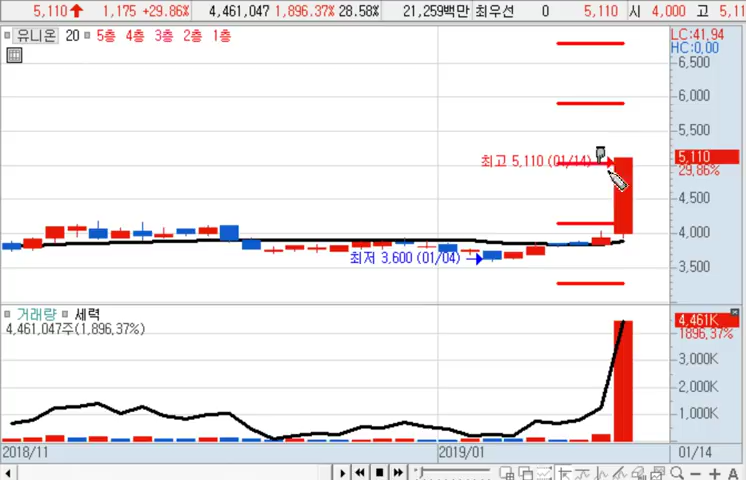 5,110 1,175 +29.86% 4,461,047 1,896.37% 28.58% 21,259백만 최우선 0 5,110 시 4,000 고 5,11
유니온 20 5층 4층 3층 2층 1층
LC:41.94
HC:0.00
6,500
6,000
5,500
최고 5,110 (01/14)
5,110
29.86%
4,500
4,000
최저 3,600 (01/04)
3,500
거래량 세력
4,461,047주(1,896.37%)
4,461K
1896.37%
3,000K
2,000K
1,000K
2018/11 2019/01 01/14
A